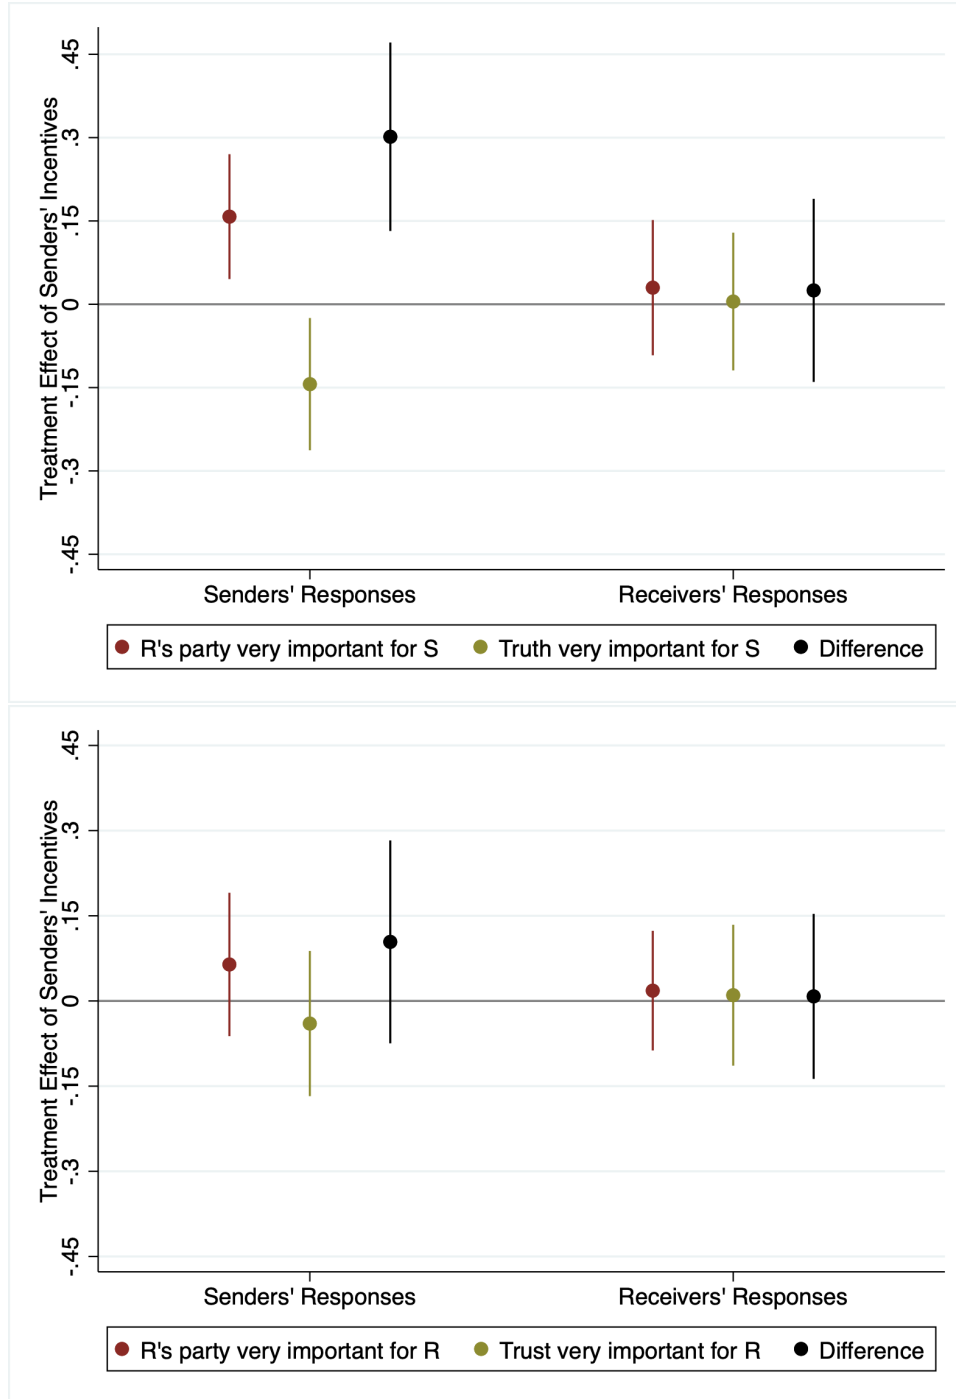 Treatment Effect of Senders' Incentives
.45
.3
.15
0
-.15
-.3
-.45
Senders' Responses Receivers' Responses
R's party very important for S Truth very important for S Difference
Treatment Effect of Senders' Incentives
.45
.3
.15
0
-.15
-.3
-.45
Senders' Responses Receivers' Responses
R's party very important for R Trust very important for R Difference